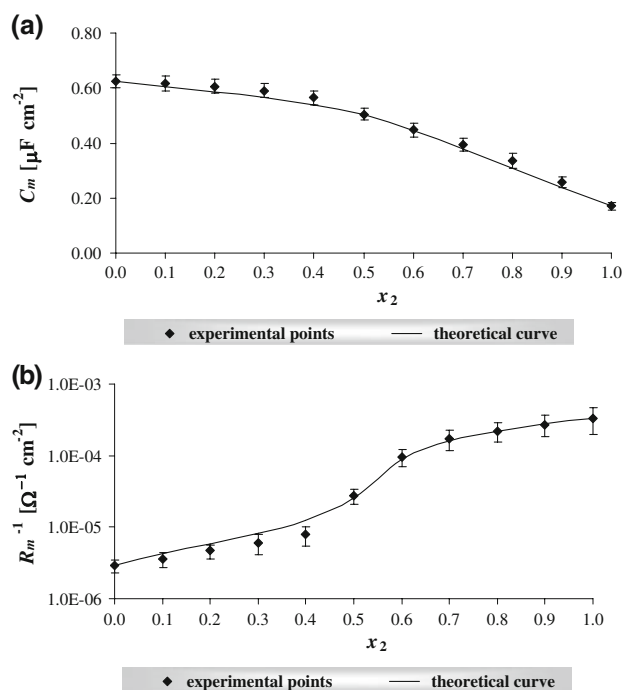 (a)
0.80
0.60
0.40
0.20
0.00
C_m [μF cm^-2]
0.0 0.1 0.2 0.3 0.4 0.5 0.6 0.7 0.8 0.9 1.0
x_2
experimental points theoretical curve
(b)
1.0E-03
1.0E-04
1.0E-05
1.0E-06
R_m^-1 [Ω^-1 cm^-2]
0.0 0.1 0.2 0.3 0.4 0.5 0.6 0.7 0.8 0.9 1.0
x_2
experimental points theoretical curve